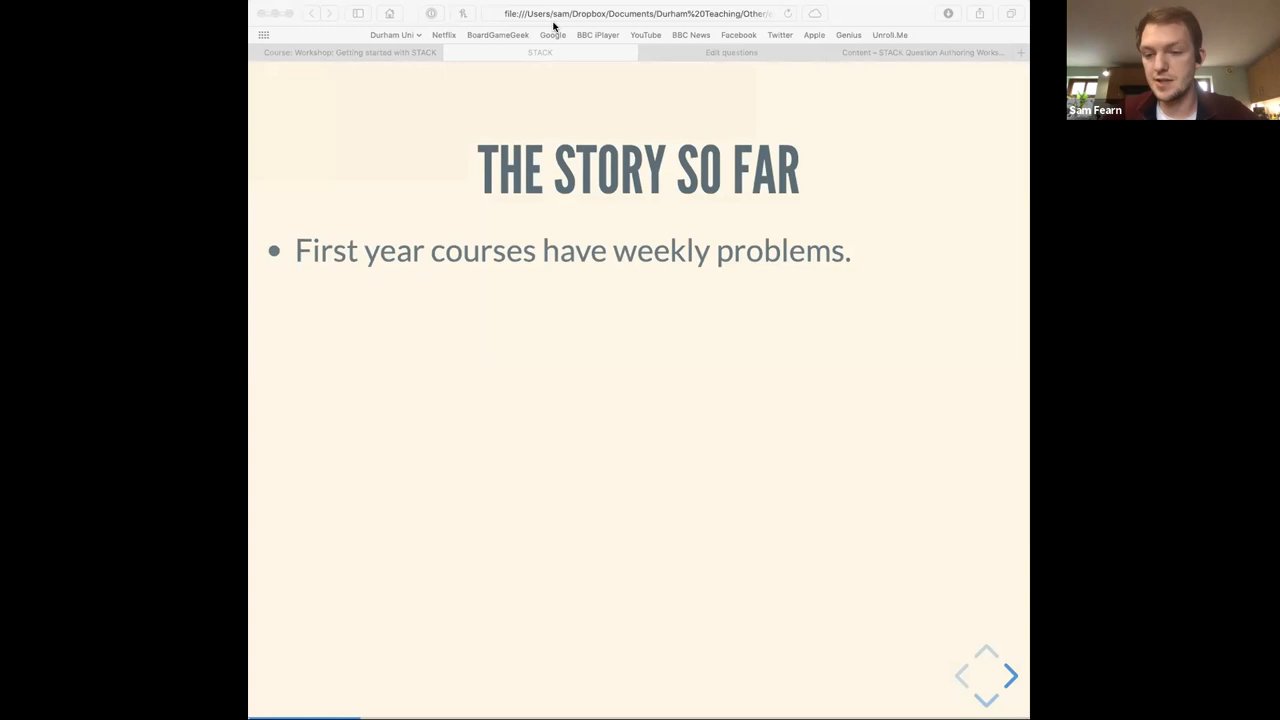 file:///Users/sam/Dropbox/Documents/Durham%20Teaching/Other/
Durham Uni Netflix BoardGameGeek Google BBC iPlayer YouTube BBC News Facebook Twitter Apple Genius Unroll.Me
Course: Workshop: Getting started with STACK STACK Edit questions Content – STACK Question Authoring Works...
Sam Fearn
THE STORY SO FAR
• First year courses have weekly problems.